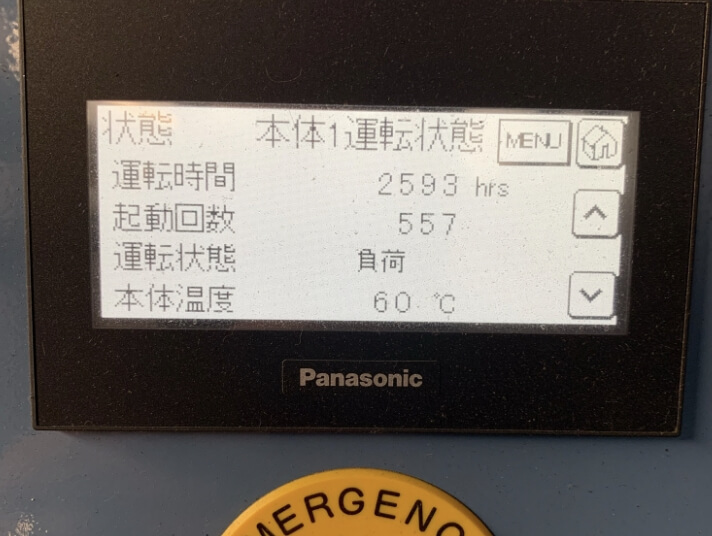 状態 本体1運転状態 MENU
運転時間 2593 hrs
起動回数 557
運転状態 負荷
本体温度 60 ℃
Panasonic
MERGENC